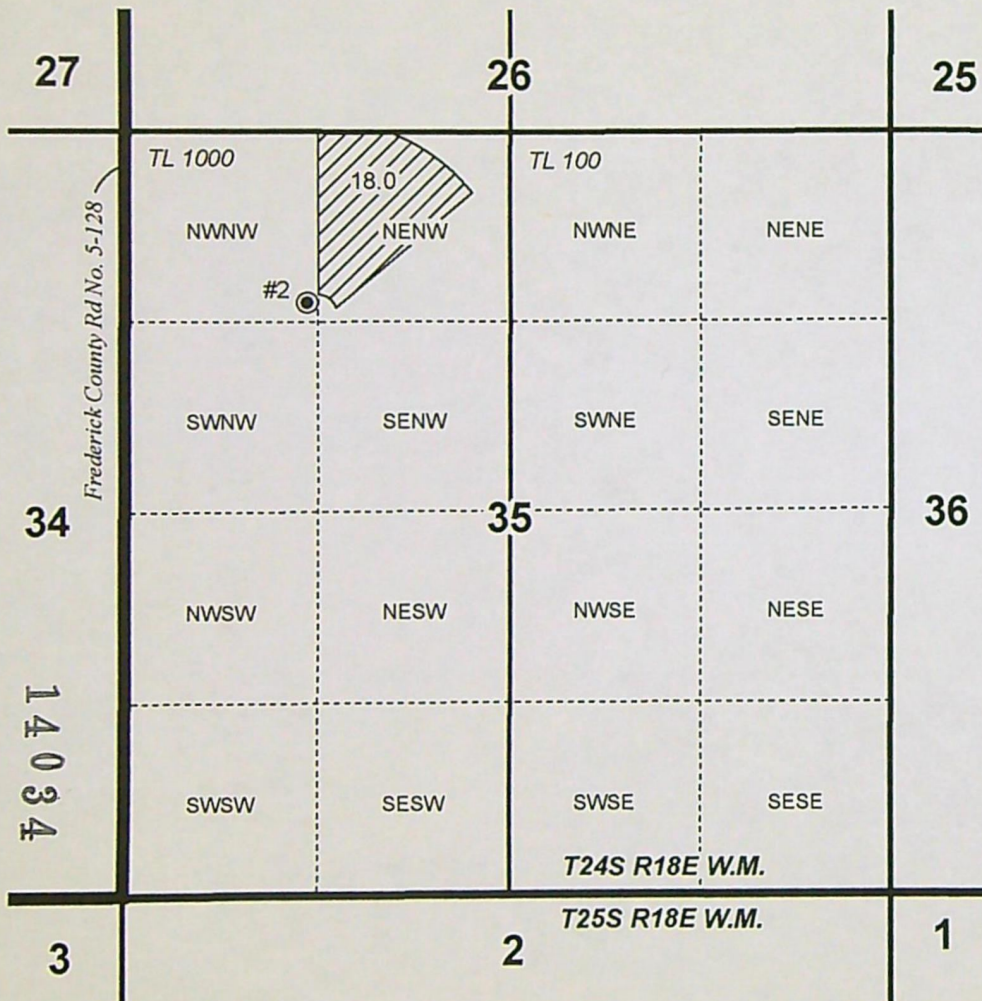 27
26
25
TL 1000
TL 100
18.0
NWNW
NENW
NWNE
NENE
#2
Frederick County Rd No. 5-128
SWNW
SENW
SWNE
SENE
34
35
36
NWSW
NESW
NWSE
NESE
14034
SWSW
SESW
SWSE
SESE
T24S R18E W.M.
T25S R18E W.M.
3
2
1